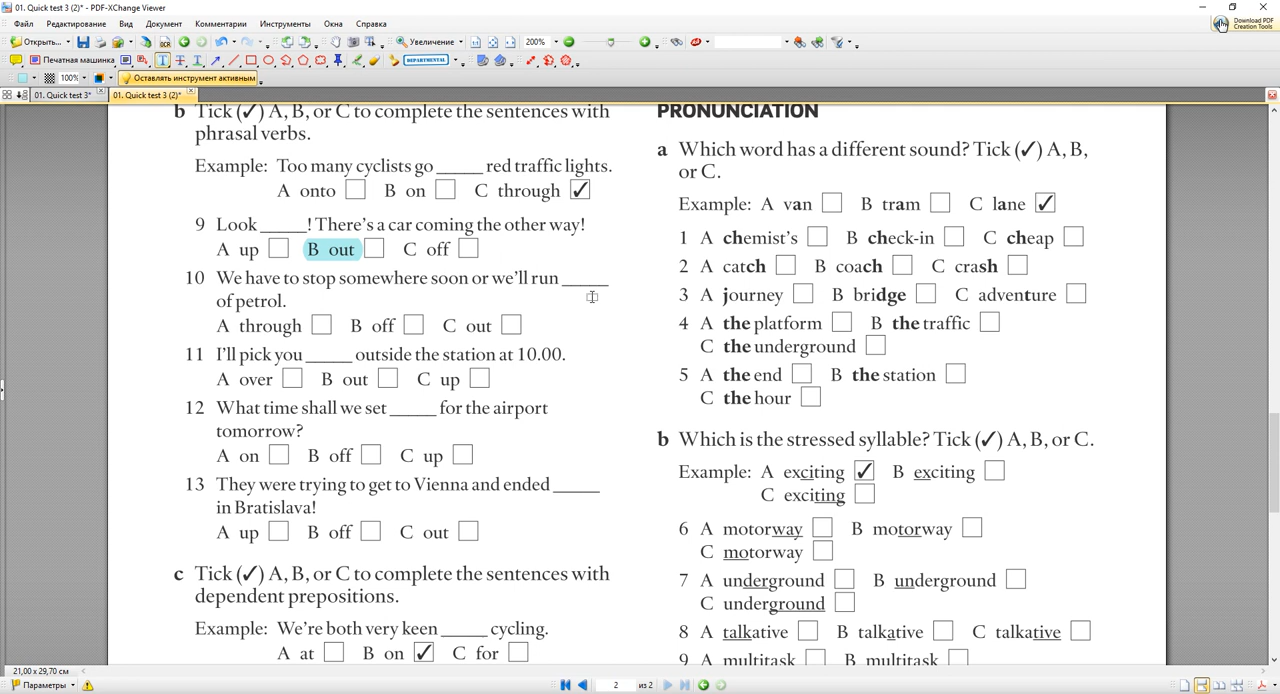 01. Quick test 3 (2)* - PDF-XChange Viewer
Файл Редактирование Вид Документ Комментарии Инструменты Окна Справка
Download PDF Creation Tools
Открыть... OCR Увеличение 200%
Печатная машинка DEPARTMENTAL
100% Оставлять инструмент активным
01. Quick test 3* 01. Quick test 3 (2)*
b Tick (✓) A, B, or C to complete the sentences with
phrasal verbs.
Example: Too many cyclists go _____ red traffic lights.
A onto B on C through ✓
9 Look _____! There's a car coming the other way!
A up B out C off
10 We have to stop somewhere soon or we'll run _____
of petrol.
A through B off C out
11 I'll pick you _____ outside the station at 10.00.
A over B out C up
12 What time shall we set _____ for the airport
tomorrow?
A on B off C up
13 They were trying to get to Vienna and ended _____
in Bratislava!
A up B off C out
c Tick (✓) A, B, or C to complete the sentences with
dependent prepositions.
Example: We're both very keen _____ cycling.
A at B on ✓ C for
PRONUNCIATION
a Which word has a different sound? Tick (✓) A, B,
or C.
Example: A van B tram C lane ✓
1 A chemist's B check-in C cheap
2 A catch B coach C crash
3 A journey B bridge C adventure
4 A the platform B the traffic
C the underground
5 A the end B the station
C the hour
b Which is the stressed syllable? Tick (✓) A, B, or C.
Example: A exciting ✓ B exciting
C exciting
6 A motorway B motorway
C motorway
7 A underground B underground
C underground
8 A talkative B talkative C talkative
9 A multitask B multitask
21,00 x 29,70 см
Параметры 2 из 2